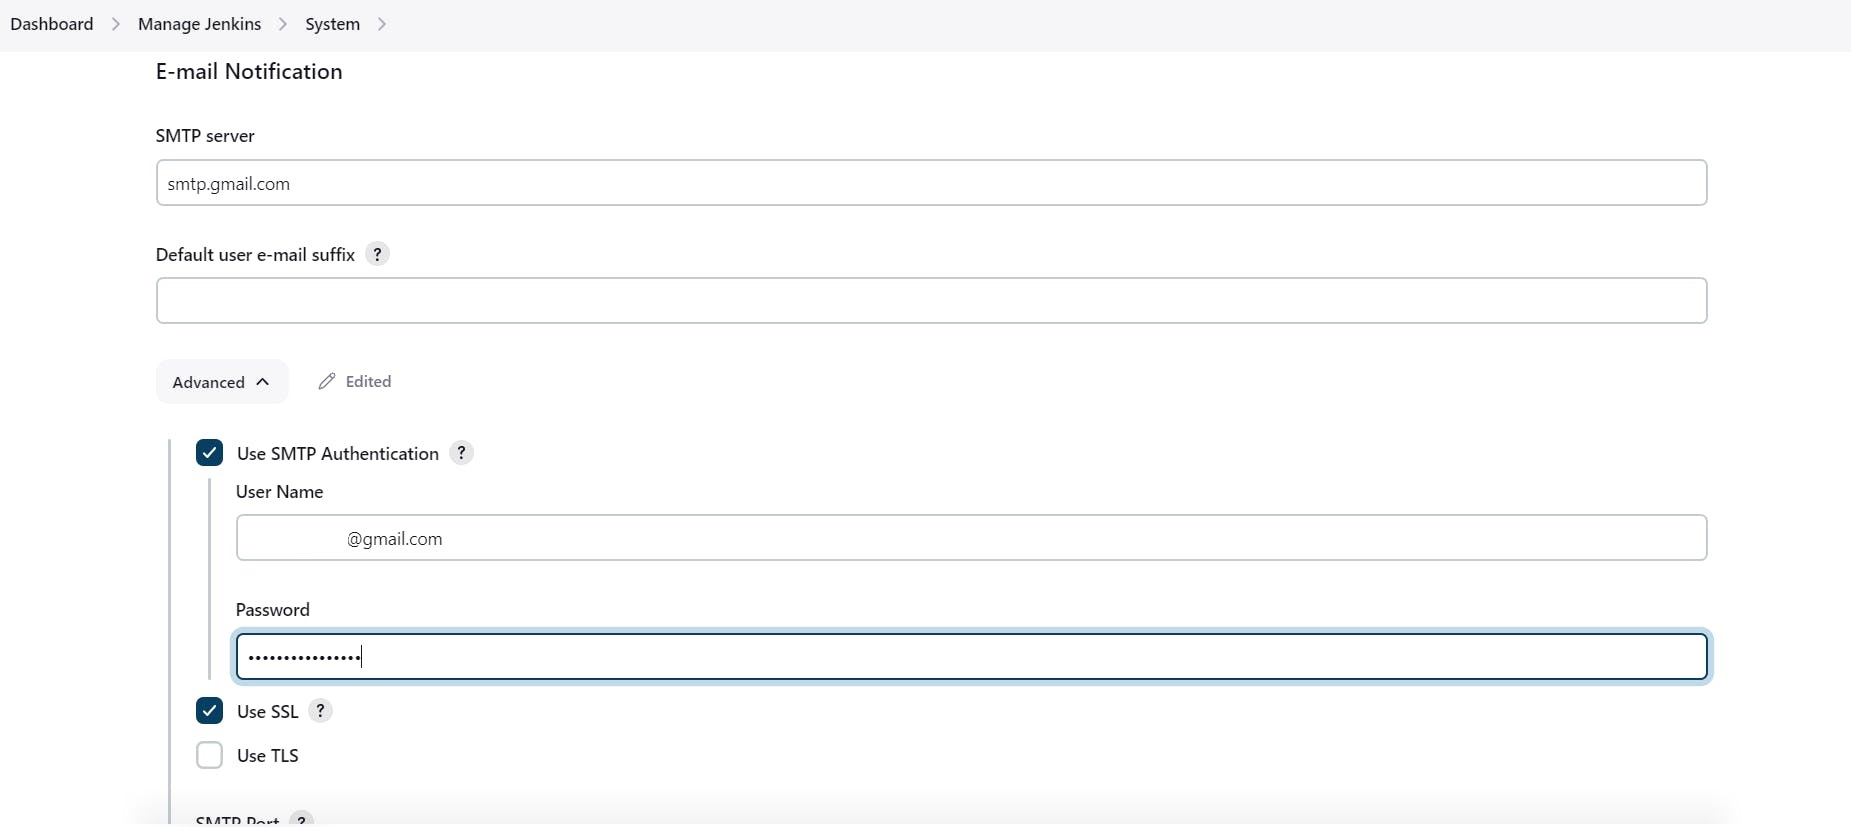 Dashboard > Manage Jenkins > System >
E-mail Notification
SMTP server
smtp.gmail.com
Default user e-mail suffix ?
Advanced Edited
Use SMTP Authentication ?
User Name
@gmail.com
Password
••••••••••••••••
Use SSL ?
Use TLS
SMTP Port ?